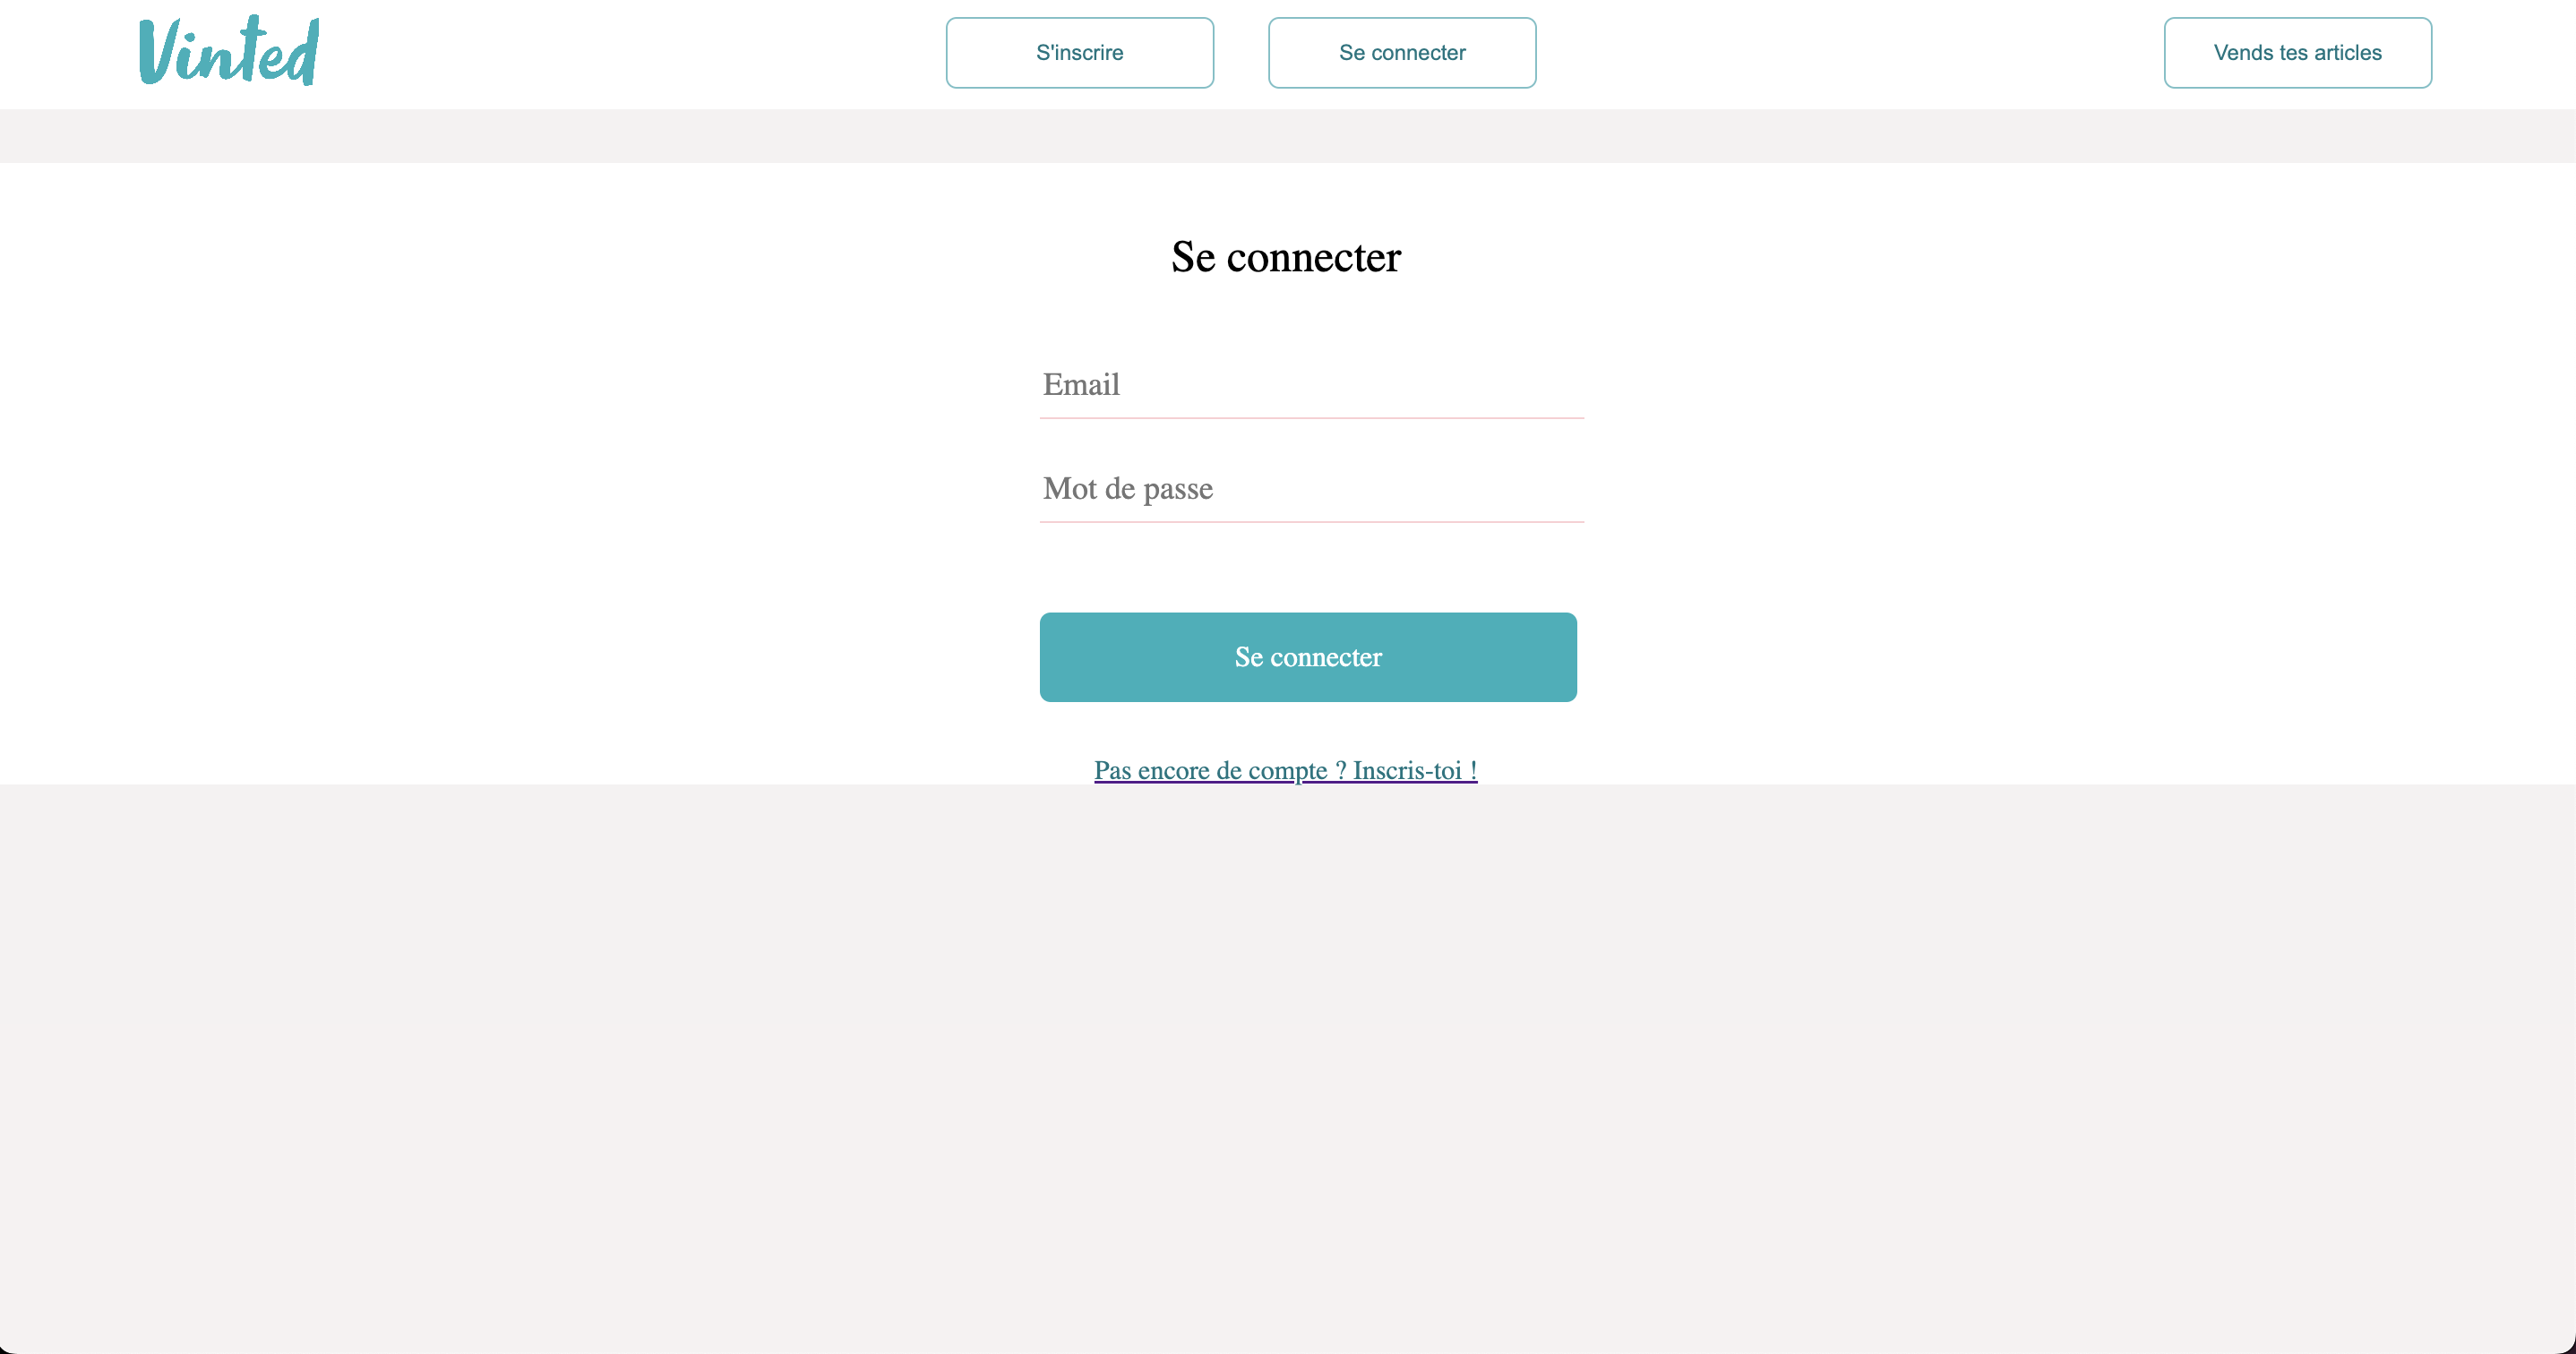 Vinted
S'inscrire
Se connecter
Vends tes articles
Se connecter
Email
Mot de passe
Se connecter
Pas encore de compte ? Inscris-toi !